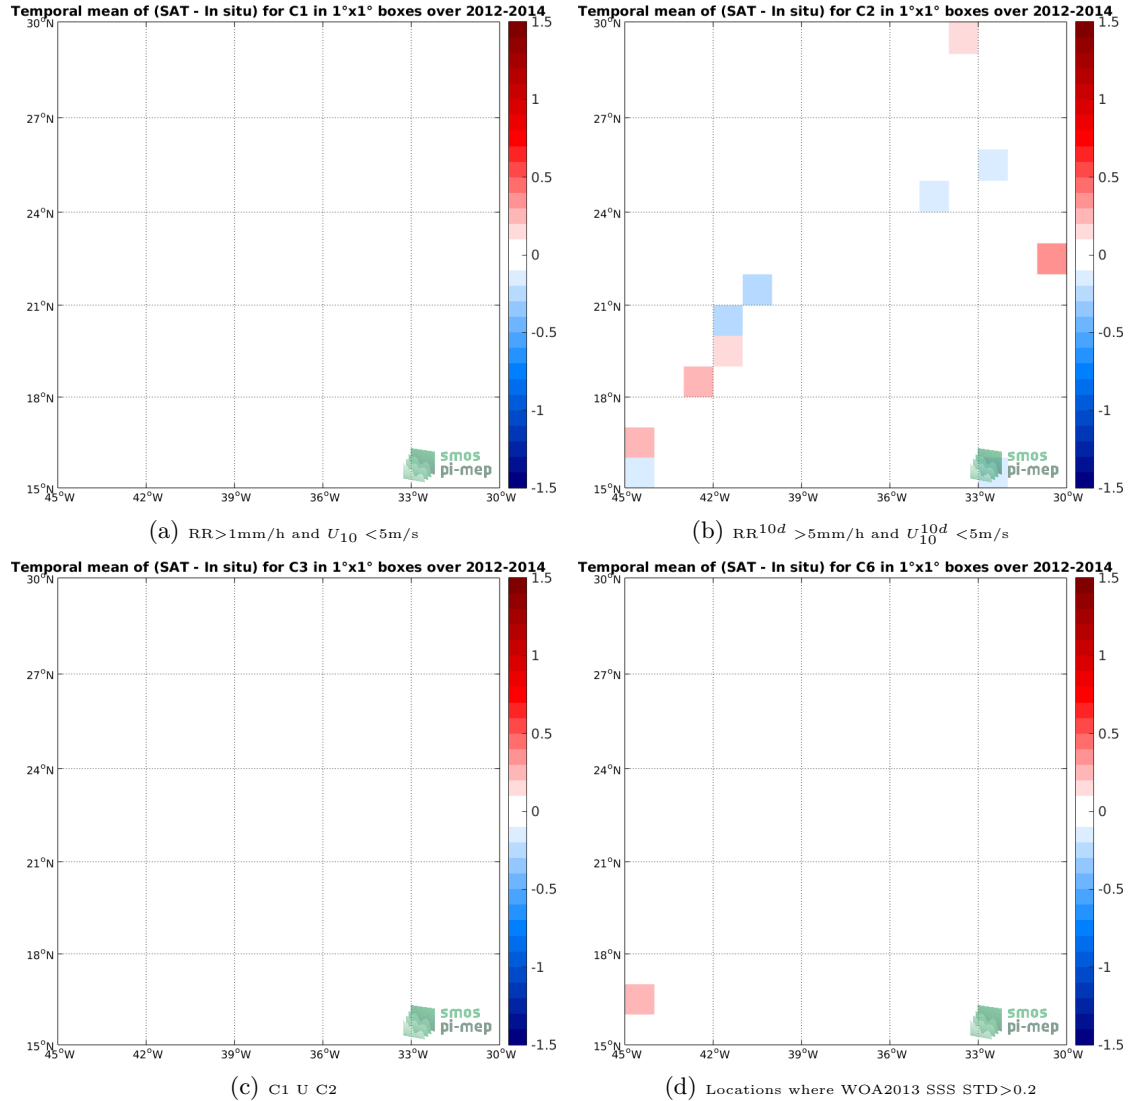 Temporal mean of (SAT - In situ) for C1 in 1°x1° boxes over 2012-2014
30°N
27°N
24°N
21°N
18°N
15°N
45°W 42°W 39°W 36°W 33°W 30°W
1.5
1
0.5
0
-0.5
-1
-1.5
smos
pi-mep
(a) RR>1mm/h and U10 <5m/s
Temporal mean of (SAT - In situ) for C2 in 1°x1° boxes over 2012-2014
30°N
27°N
24°N
21°N
18°N
15°N
45°W 42°W 39°W 36°W 33°W 30°W
1.5
1
0.5
0
-0.5
-1
-1.5
smos
pi-mep
(b) RR^10d >5mm/h and U10^10d <5m/s
Temporal mean of (SAT - In situ) for C3 in 1°x1° boxes over 2012-2014
30°N
27°N
24°N
21°N
18°N
15°N
45°W 42°W 39°W 36°W 33°W 30°W
1.5
1
0.5
0
-0.5
-1
-1.5
smos
pi-mep
(c) C1 U C2
Temporal mean of (SAT - In situ) for C6 in 1°x1° boxes over 2012-2014
30°N
27°N
24°N
21°N
18°N
15°N
45°W 42°W 39°W 36°W 33°W 30°W
1.5
1
0.5
0
-0.5
-1
-1.5
smos
pi-mep
(d) Locations where WOA2013 SSS STD>0.2